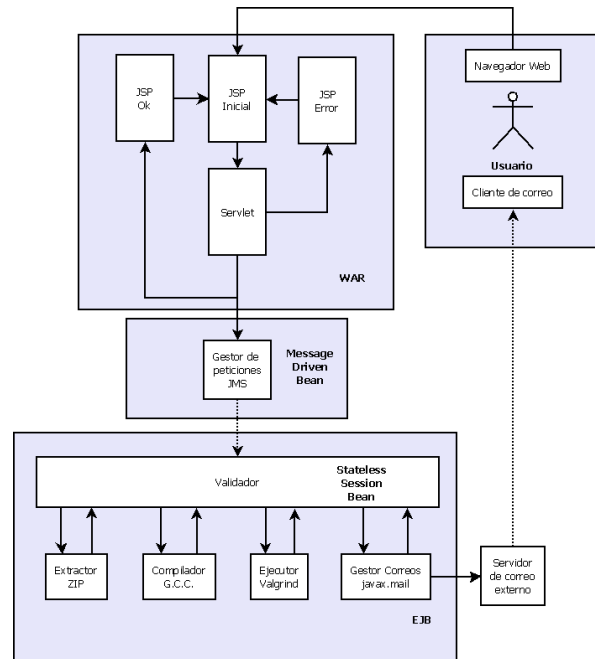 Navegador Web
JSP
Ok
JSP
Inicial
JSP
Error
Usuario
Cliente de correo
Servlet
WAR
Gestor de
peticiones
JMS
Message
Driven
Bean
Validador
Stateless
Session
Bean
Extractor
ZIP
Compilador
G.C.C.
Ejecutor
Valgrind
Gestor Correos
javax.mail
Servidor
de correo
externo
EJB